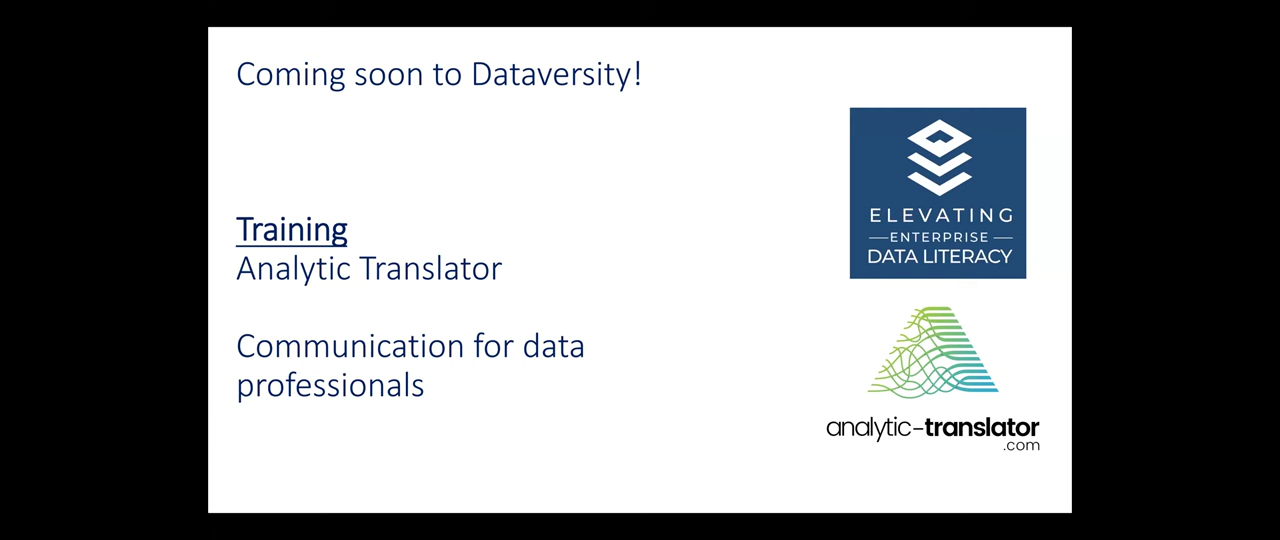 Coming soon to Dataversity!
Training
Analytic Translator
Communication for data
professionals
ELEVATING
ENTERPRISE
DATA LITERACY
analytic-translator
.com